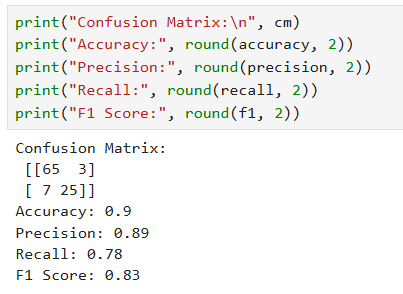 print("Confusion Matrix:\n", cm)
print("Accuracy:", round(accuracy, 2))
print("Precision:", round(precision, 2))
print("Recall:", round(recall, 2))
print("F1 Score:", round(f1, 2))
Confusion Matrix:
 [[65  3]
 [ 7 25]]
Accuracy: 0.9
Precision: 0.89
Recall: 0.78
F1 Score: 0.83